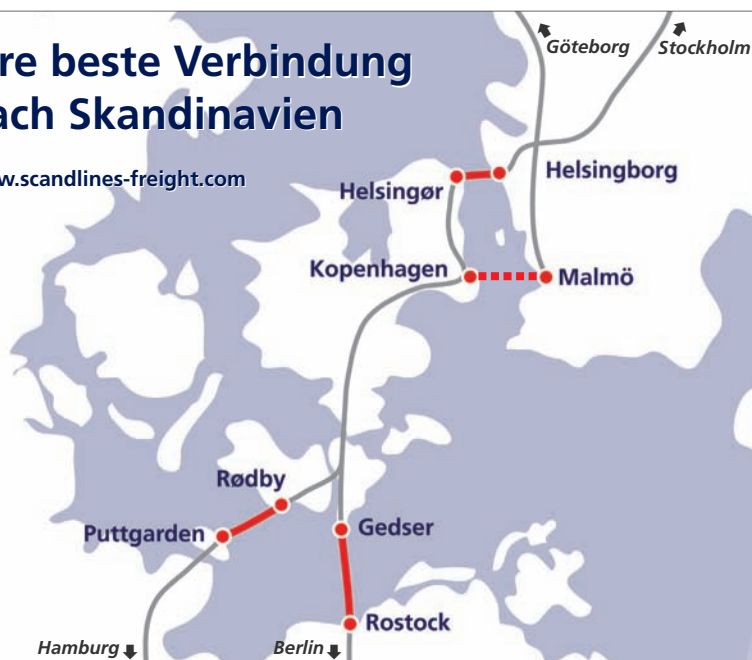 re beste Verbindung
ach Skandinavien
w.scandlines-freight.com
Göteborg
Stockholm
Helsingør
Helsingborg
Kopenhagen
Malmö
Rødby
Puttgarden
Gedser
Rostock
Hamburg
Berlin